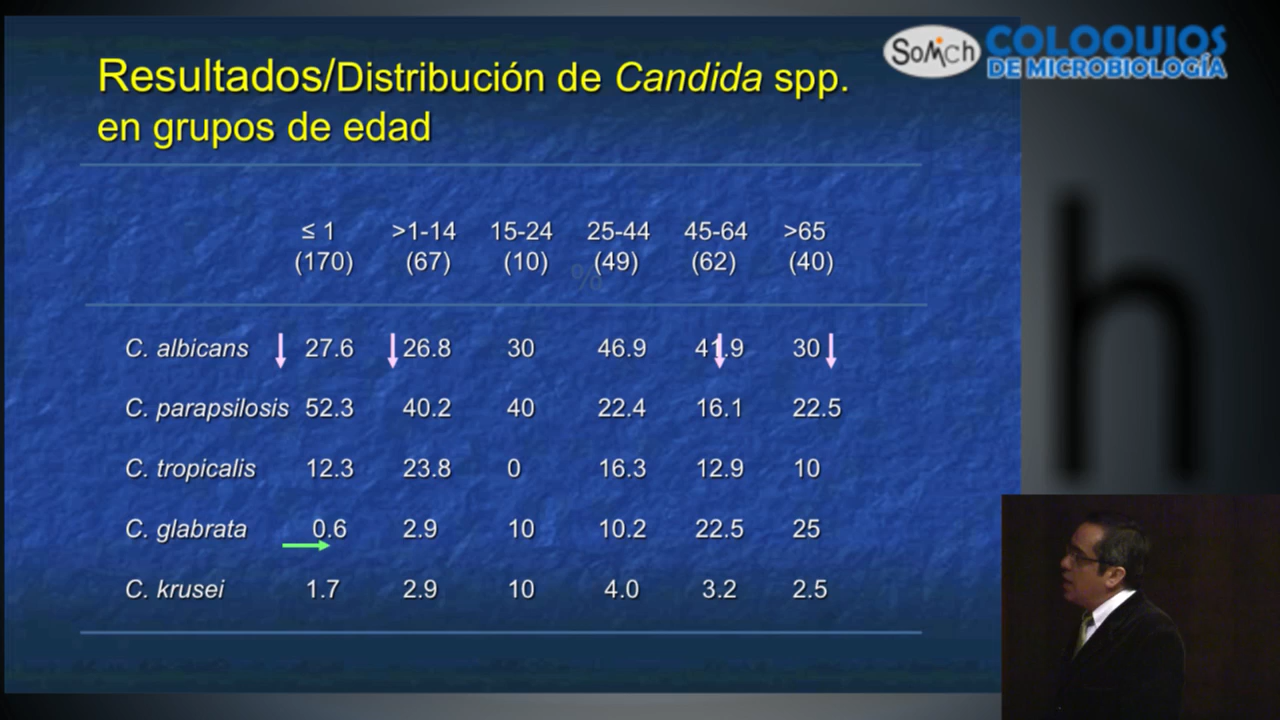 SOMICH COLOQUIOS
DE MICROBIOLOGÍA
Resultados/Distribución de Candida spp.
en grupos de edad
≤ 1 >1-14 15-24 25-44 45-64 >65
(170) (67) (10) (49) (62) (40)
%
C. albicans 27.6 26.8 30 46.9 41.9 30
C. parapsilosis 52.3 40.2 40 22.4 16.1 22.5
C. tropicalis 12.3 23.8 0 16.3 12.9 10
C. glabrata 0.6 2.9 10 10.2 22.5 25
C. krusei 1.7 2.9 10 4.0 3.2 2.5
h